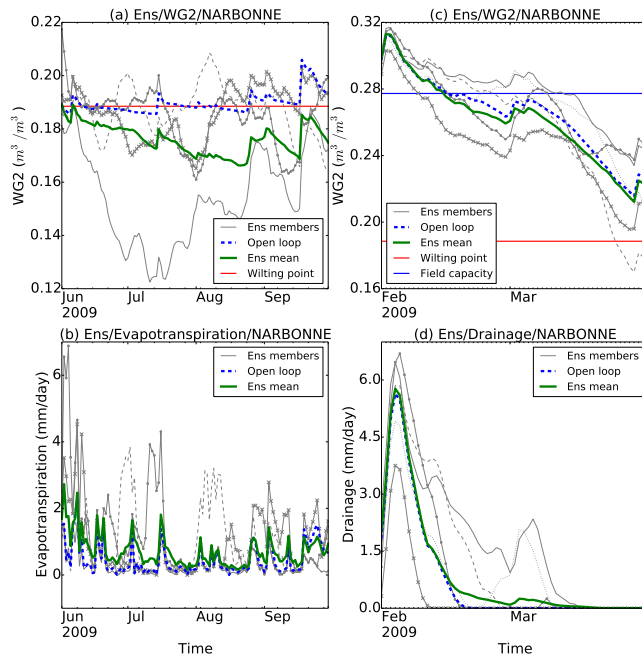 (a) Ens/WG2/NARBONNE
0.22
0.20
0.18
0.16
0.14
0.12
WG2 (m³/m³)
Ens members
Open loop
Ens mean
Wilting point
Jun Jul Aug Sep
2009
(c) Ens/WG2/NARBONNE
0.32
0.28
0.24
0.20
0.16
WG2 (m³/m³)
Ens members
Open loop
Ens mean
Wilting point
Field capacity
Feb Mar
2009
(b) Ens/Evapotranspiration/NARBONNE
6
4
2
0
Evapotranspiration (mm/day)
Ens members
Open loop
Ens mean
Jun Jul Aug Sep
2009
Time
(d) Ens/Drainage/NARBONNE
6.0
4.5
3.0
1.5
0.0
Drainage (mm/day)
Ens members
Open loop
Ens mean
Feb Mar
2009
Time